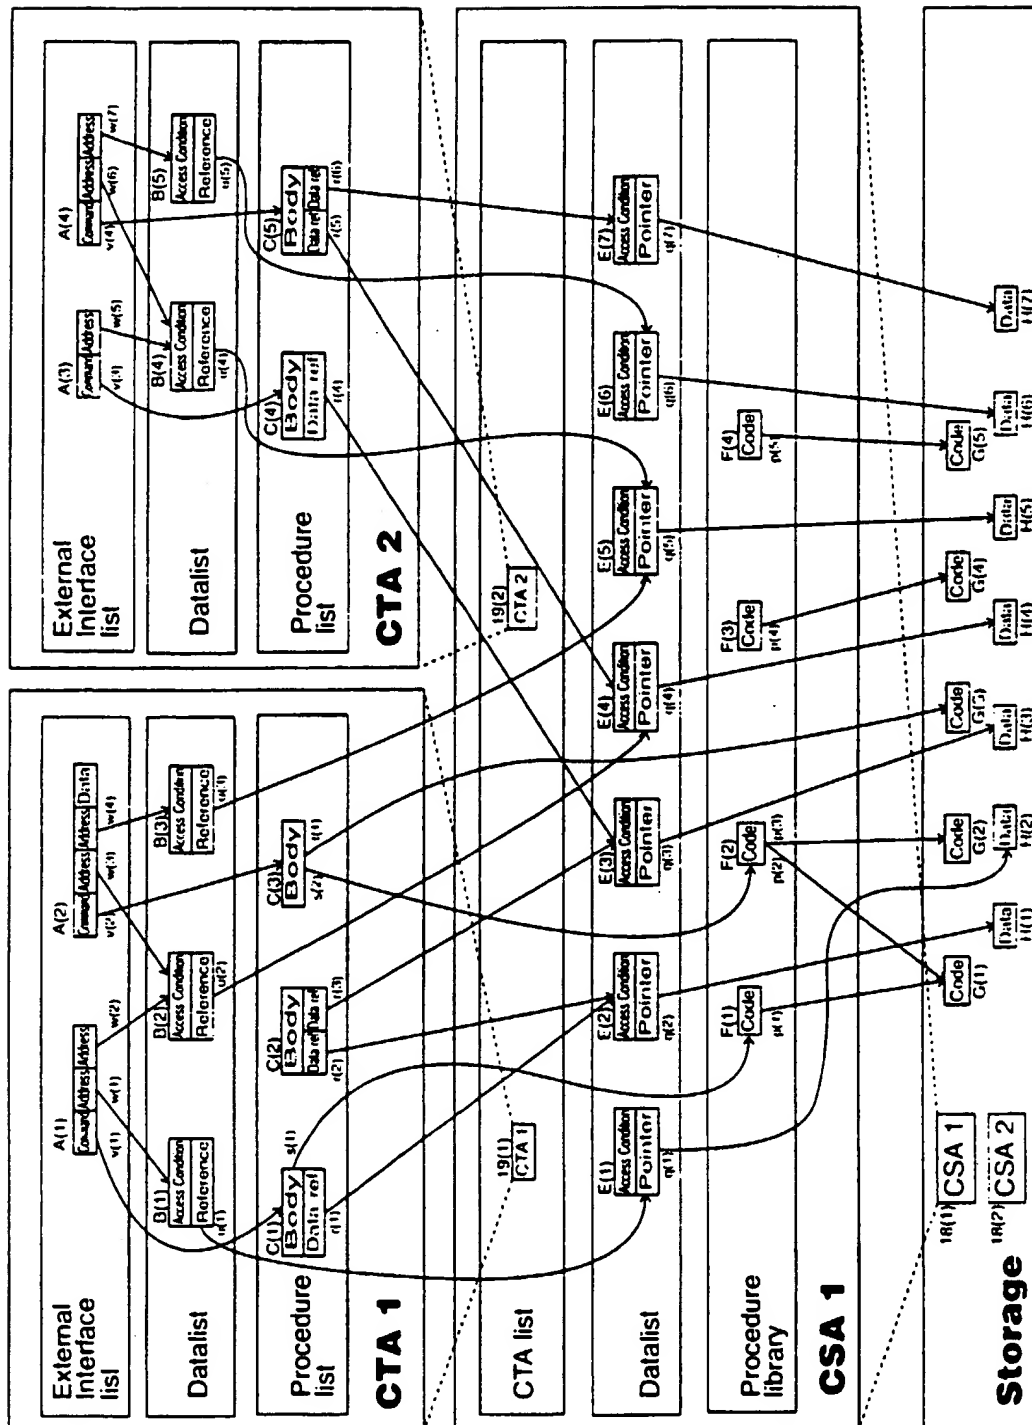 External
Interface
list
A(1)
Command Address Address
v(1)
w(1)
w(2)
A(2)
Command Address Data
v(2)
w(3)
w(4)
Datalist
B(1)
Access Condition
Reference
u(1)
B(2)
Access Condition
Reference
u(2)
B(3)
Access Condition
Reference
u(3)
Procedure
list
C(1)
Body
Data ref
r(1)
s(1)
C(2)
Body
Data ref Data ref
r(2)
r(3)
C(3)
Body
s(2)
t(1)
CTA 1
External
Interface
list
A(3)
Command Address
v(3)
w(5)
A(4)
Command Address Address
v(4)
w(6)
w(7)
Datalist
B(4)
Access Condition
Reference
u(4)
B(5)
Access Condition
Reference
u(5)
Procedure
list
C(4)
Body
Data ref
r(4)
C(5)
Body
Data ref Data ref
r(5)
r(6)
CTA 2
CTA list
19(1)
CTA 1
19(2)
CTA 2
Datalist
E(1)
Access Condition
Pointer
q(1)
E(2)
Access Condition
Pointer
q(2)
E(3)
Access Condition
Pointer
q(3)
E(4)
Access Condition
Pointer
q(4)
E(5)
Access Condition
Pointer
q(5)
E(6)
Access Condition
Pointer
q(6)
E(7)
Access Condition
Pointer
q(7)
Procedure
library
F(1)
Code
p(1)
F(2)
Code
p(2)
p(3)
F(3)
Code
p(4)
F(4)
Code
p(5)
CSA 1
18(1)
CSA 1
18(2)
CSA 2
Code
G(1)
Data
H(1)
Code
G(2)
Data
H(2)
Code
G(3)
Data
H(3)
Code
G(4)
Data
H(4)
Code
G(5)
Data
H(5)
Data
H(6)
Data
H(7)
Storage